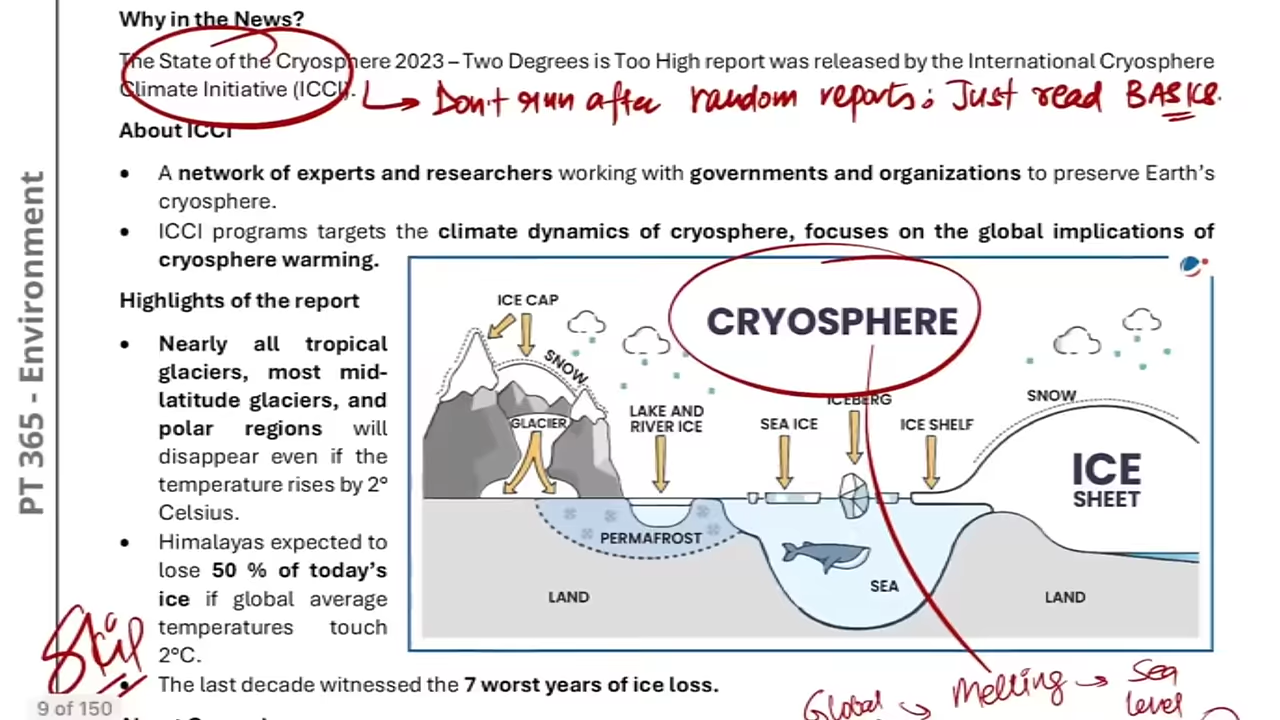 Why in the News?
The State of the Cryosphere 2023 – Two Degrees is Too High report was released by the International Cryosphere
Climate Initiative (ICCI).
Don't run after random reports; Just read BASICS.
About ICCI
• A network of experts and researchers working with governments and organizations to preserve Earth's
cryosphere.
• ICCI programs targets the climate dynamics of cryosphere, focuses on the global implications of
cryosphere warming.
Highlights of the report
• Nearly all tropical
glaciers, most mid-
latitude glaciers, and
polar regions will
disappear even if the
temperature rises by 2°
Celsius.
• Himalayas expected to
lose 50 % of today's
ice if global average
temperatures touch
2°C.
• The last decade witnessed the 7 worst years of ice loss.
CRYOSPHERE
ICE CAP
SNOW
GLACIER
LAKE AND
RIVER ICE
SEA ICE
ICEBERG
ICE SHELF
SNOW
ICE
SHEET
PERMAFROST
SEA
LAND
LAND
PT 365 - Environment
Global
Melting → Sea
level
9 of 150